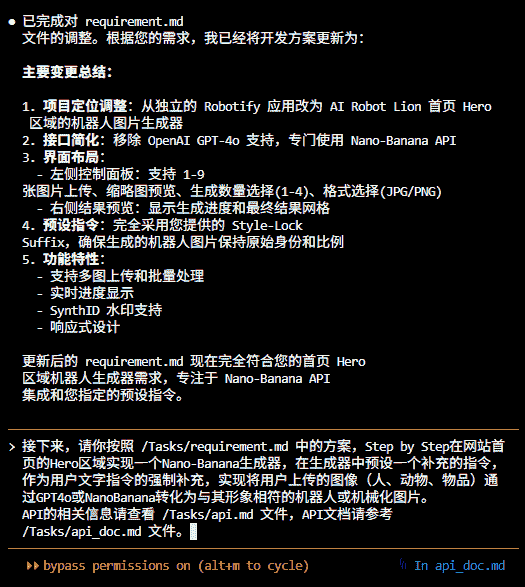 ● 已完成对 requirement.md
文件的调整。根据您的需求，我已经将开发方案更新为：
主要变更总结：
1. 项目定位调整：从独立的 Robotify 应用改为 AI Robot Lion 首页 Hero
区域的机器人图片生成器
2. 接口简化：移除 OpenAI GPT-4o 支持，专门使用 Nano-Banana API
3. 界面布局：
- 左侧控制面板：支持 1-9
张图片上传、缩略图预览、生成数量选择(1-4)、格式选择(JPG/PNG)
- 右侧结果预览：显示生成进度和最终结果网格
4. 预设指令：完全采用您提供的 Style-Lock
Suffix，确保生成的机器人图片保持原始身份和比例
5. 功能特性：
- 支持多图上传和批量处理
- 实时进度显示
- SynthID 水印支持
- 响应式设计
更新后的 requirement.md 现在完全符合您的首页 Hero
区域机器人生成器需求，专注于 Nano-Banana API
集成和您指定的预设指令。
> 接下来，请你按照 /Tasks/requirement.md 中的方案，Step by Step在网站首
页的Hero区域实现一个Nano-Banana生成器，在生成器中预设一个补充的指令，
作为用户文字指令的强制补充，实现将用户上传的图像（人、动物、物品）通
过GPT4o或NanoBanana转化为与其形象相符的机器人或机械化图片。
API的相关信息请查看 /Tasks/api.md 文件，API文档请参考
/Tasks/api_doc.md 文件。
⏵⏵ bypass permissions on (alt+m to cycle) ⧉ In api_doc.md